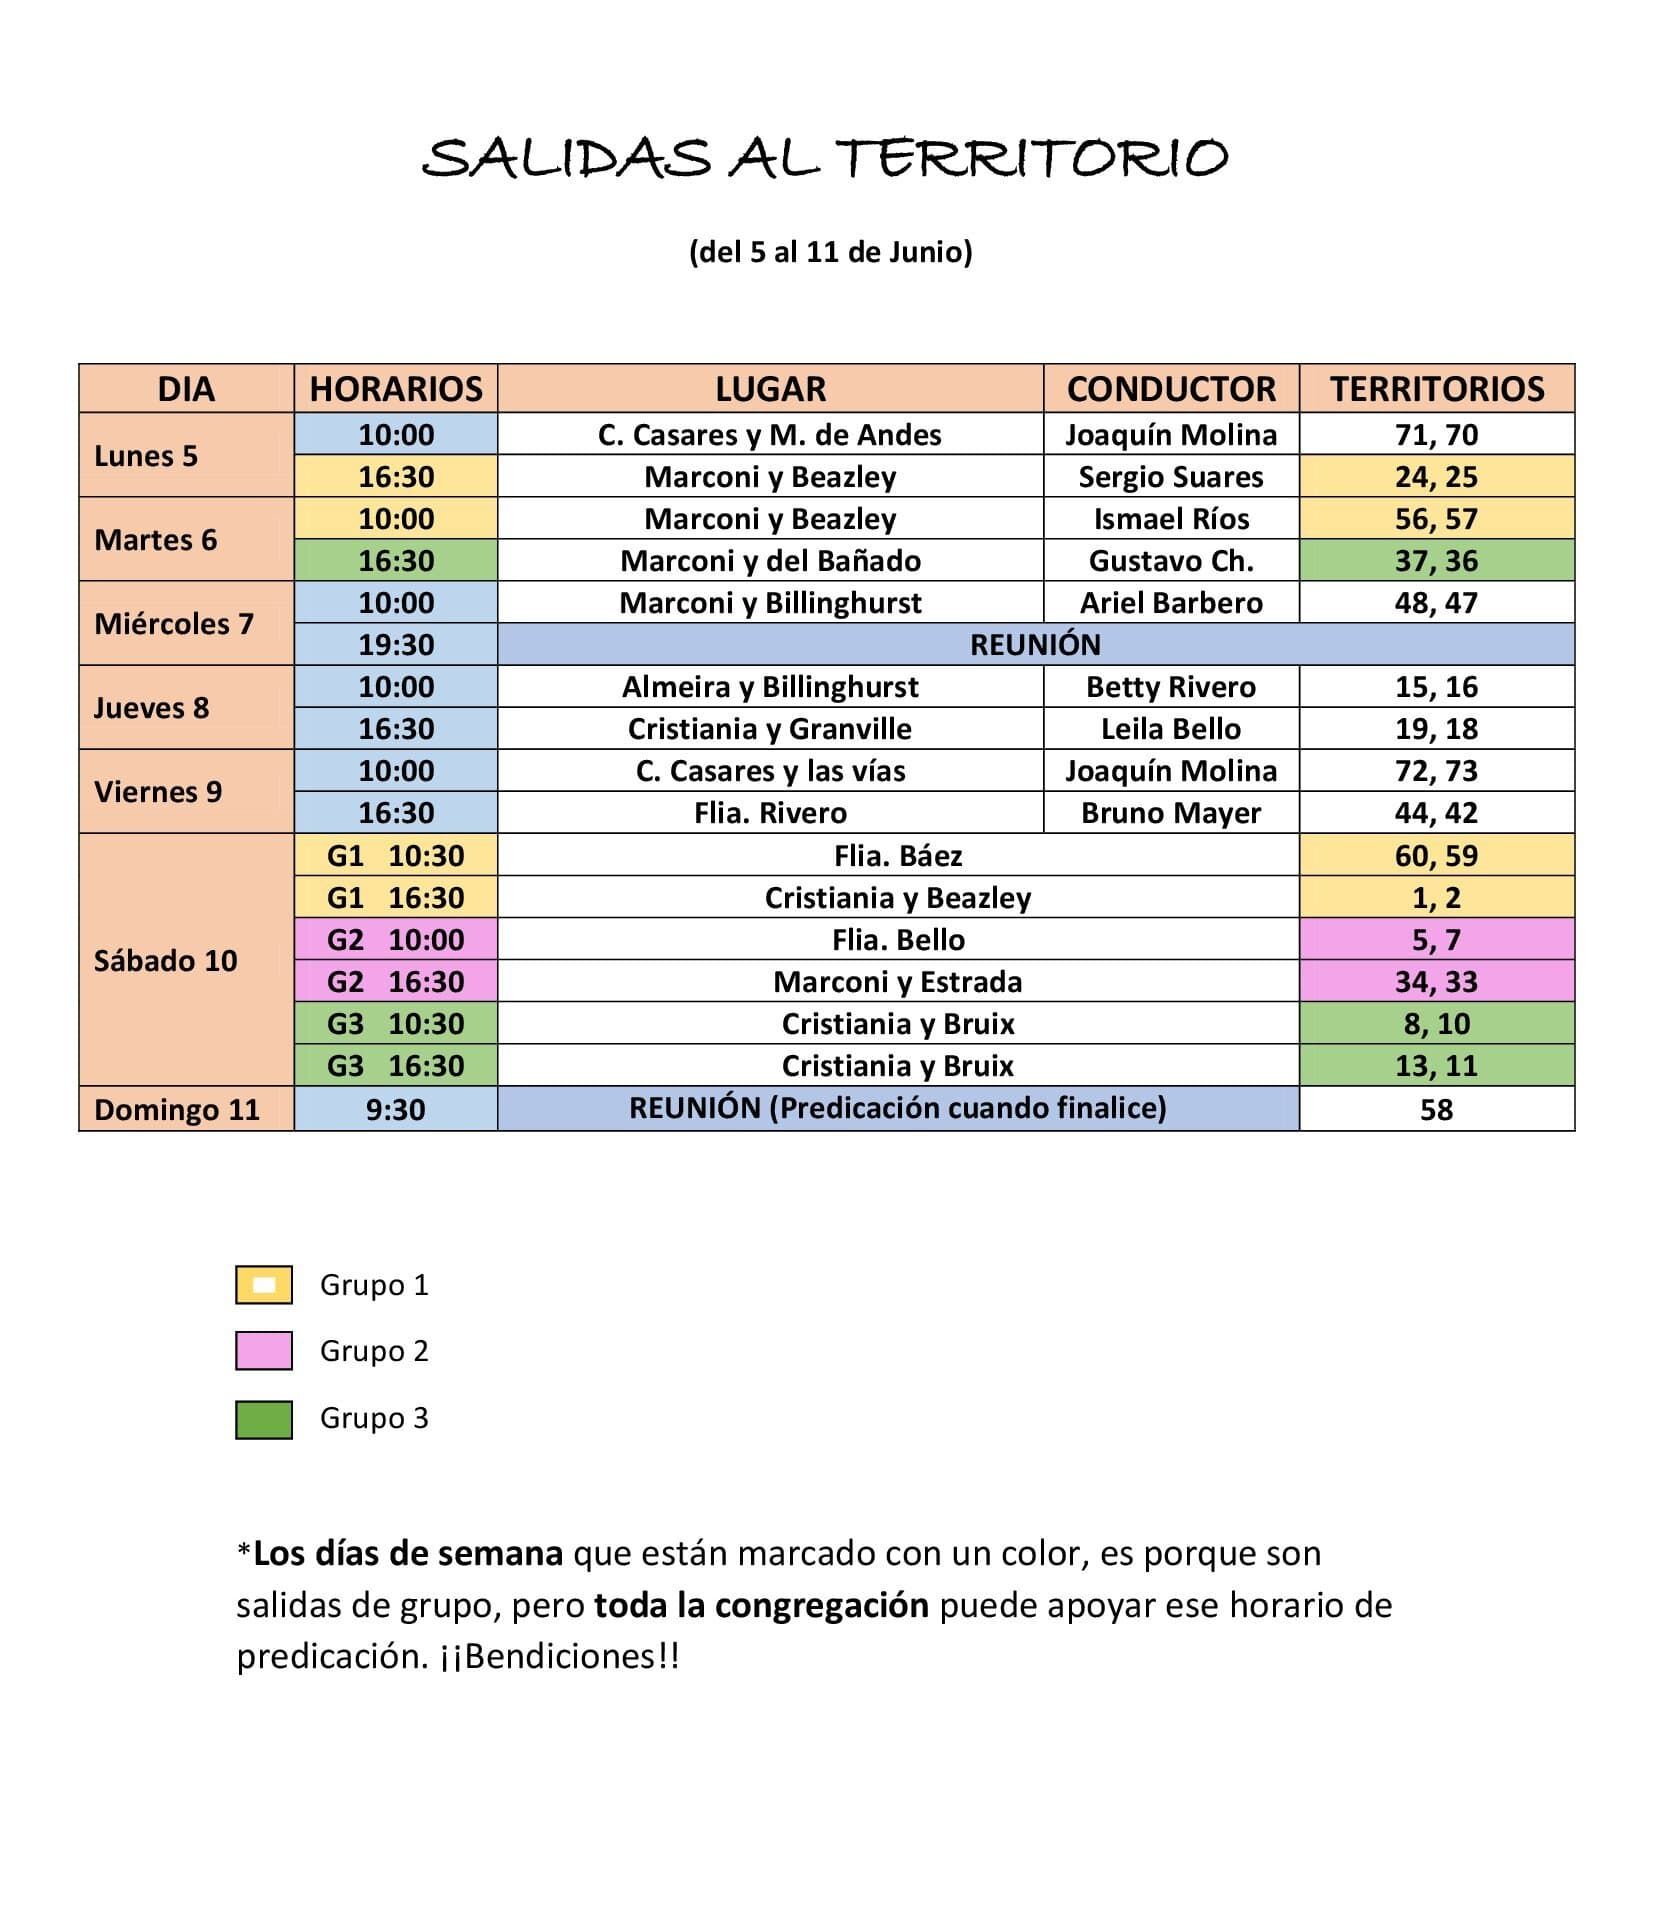 SALIDAS AL TERRITORIO
(del 5 al 11 de Junio)
DIA HORARIOS LUGAR CONDUCTOR TERRITORIOS
Lunes 5
10:00 C. Casares y M. de Andes Joaquín Molina 71, 70
16:30 Marconi y Beazley Sergio Suares 24, 25
Martes 6
10:00 Marconi y Beazley Ismael Ríos 56, 57
16:30 Marconi y del Bañado Gustavo Ch. 37, 36
Miércoles 7
10:00 Marconi y Billinghurst Ariel Barbero 48, 47
19:30 REUNIÓN
Jueves 8
10:00 Almeira y Billinghurst Betty Rivero 15, 16
16:30 Cristiania y Granville Leila Bello 19, 18
Viernes 9
10:00 C. Casares y las vías Joaquín Molina 72, 73
16:30 Flia. Rivero Bruno Mayer 44, 42
Sábado 10
G1 10:30 Flia. Báez 60, 59
G1 16:30 Cristiania y Beazley 1, 2
G2 10:00 Flia. Bello 5, 7
G2 16:30 Marconi y Estrada 34, 33
G3 10:30 Cristiania y Bruix 8, 10
G3 16:30 Cristiania y Bruix 13, 11
Domingo 11 9:30 REUNIÓN (Predicación cuando finalice) 58
Grupo 1
Grupo 2
Grupo 3
*Los días de semana que están marcado con un color, es porque son
salidas de grupo, pero toda la congregación puede apoyar ese horario de
predicación. ¡¡Bendiciones!!